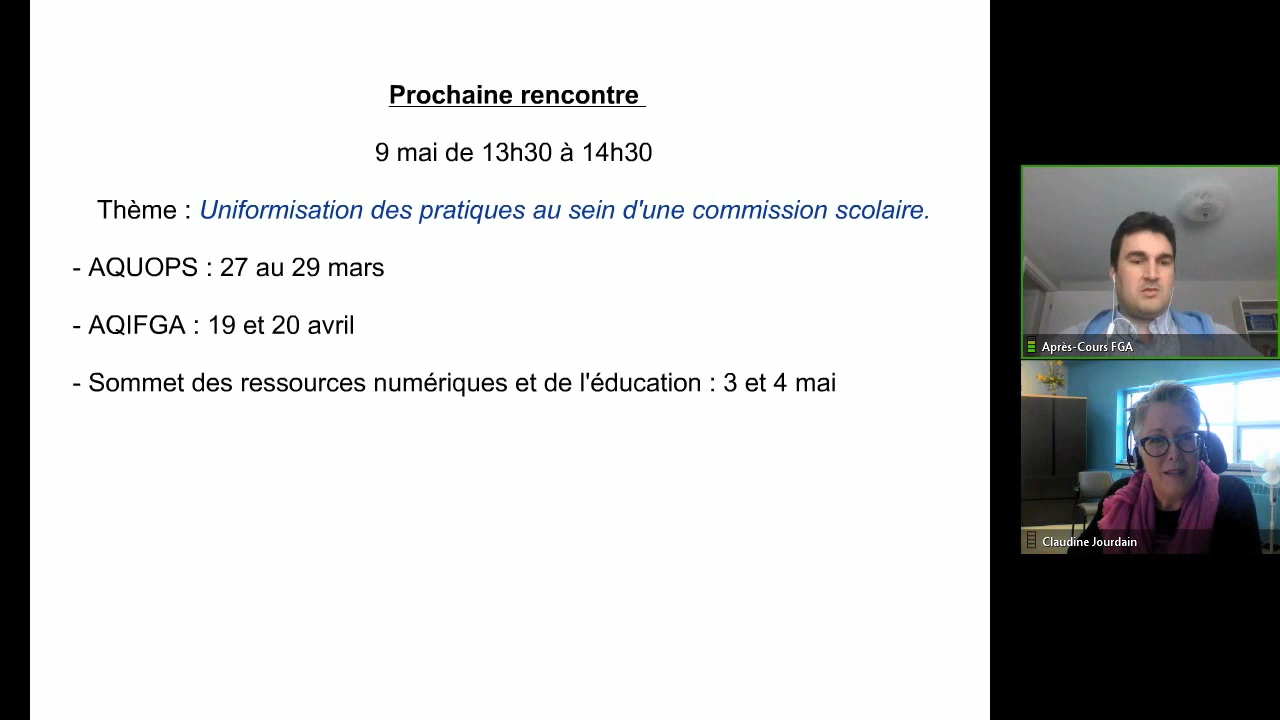 Prochaine rencontre
9 mai de 13h30 à 14h30
Thème : Uniformisation des pratiques au sein d'une commission scolaire.
- AQUOPS : 27 au 29 mars
- AQIFGA : 19 et 20 avril
- Sommet des ressources numériques et de l'éducation : 3 et 4 mai
Après-Cours FGA
Claudine Jourdain